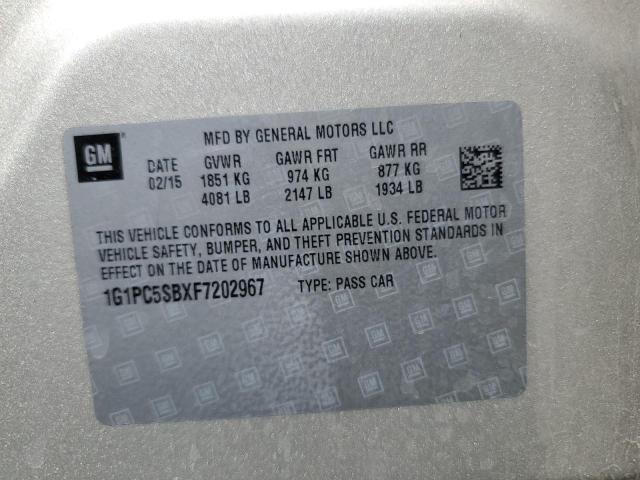 GM
MFD BY GENERAL MOTORS LLC
DATE GVWR GAWR FRT GAWR RR
02/15 1851 KG 974 KG 877 KG
4081 LB 2147 LB 1934 LB
THIS VEHICLE CONFORMS TO ALL APPLICABLE U.S. FEDERAL MOTOR
VEHICLE SAFETY, BUMPER, AND THEFT PREVENTION STANDARDS IN
EFFECT ON THE DATE OF MANUFACTURE SHOWN ABOVE.
1G1PC5SBXF7202967 TYPE: PASS CAR